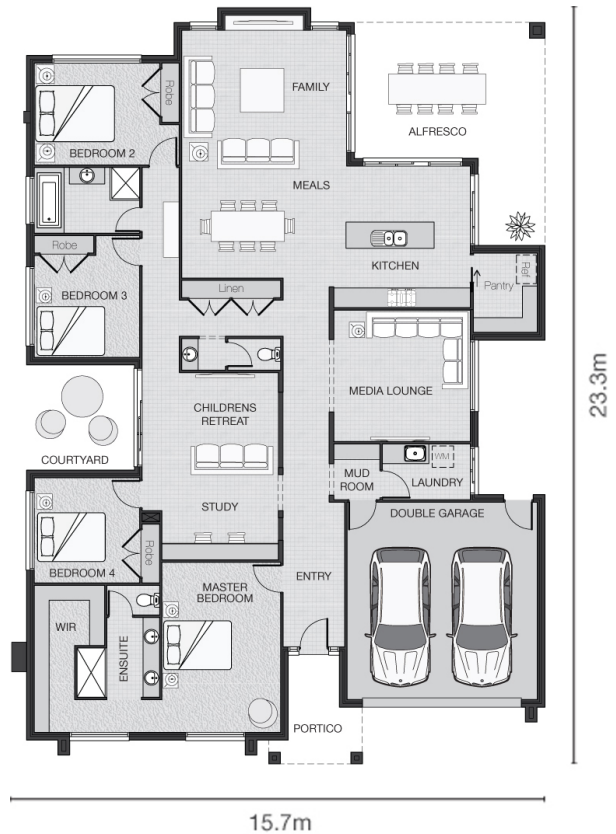 FAMILY
Robe
ALFRESCO
BEDROOM 2
MEALS
Robe
KITCHEN
Ref
Pantry
BEDROOM 3
Linen
23.3m
MEDIA LOUNGE
CHILDRENS
RETREAT
COURTYARD
WM
MUD
ROOM
LAUNDRY
STUDY
DOUBLE GARAGE
Robe
BEDROOM 4
ENTRY
MASTER
BEDROOM
WIR
ENSUITE
PORTICO
15.7m